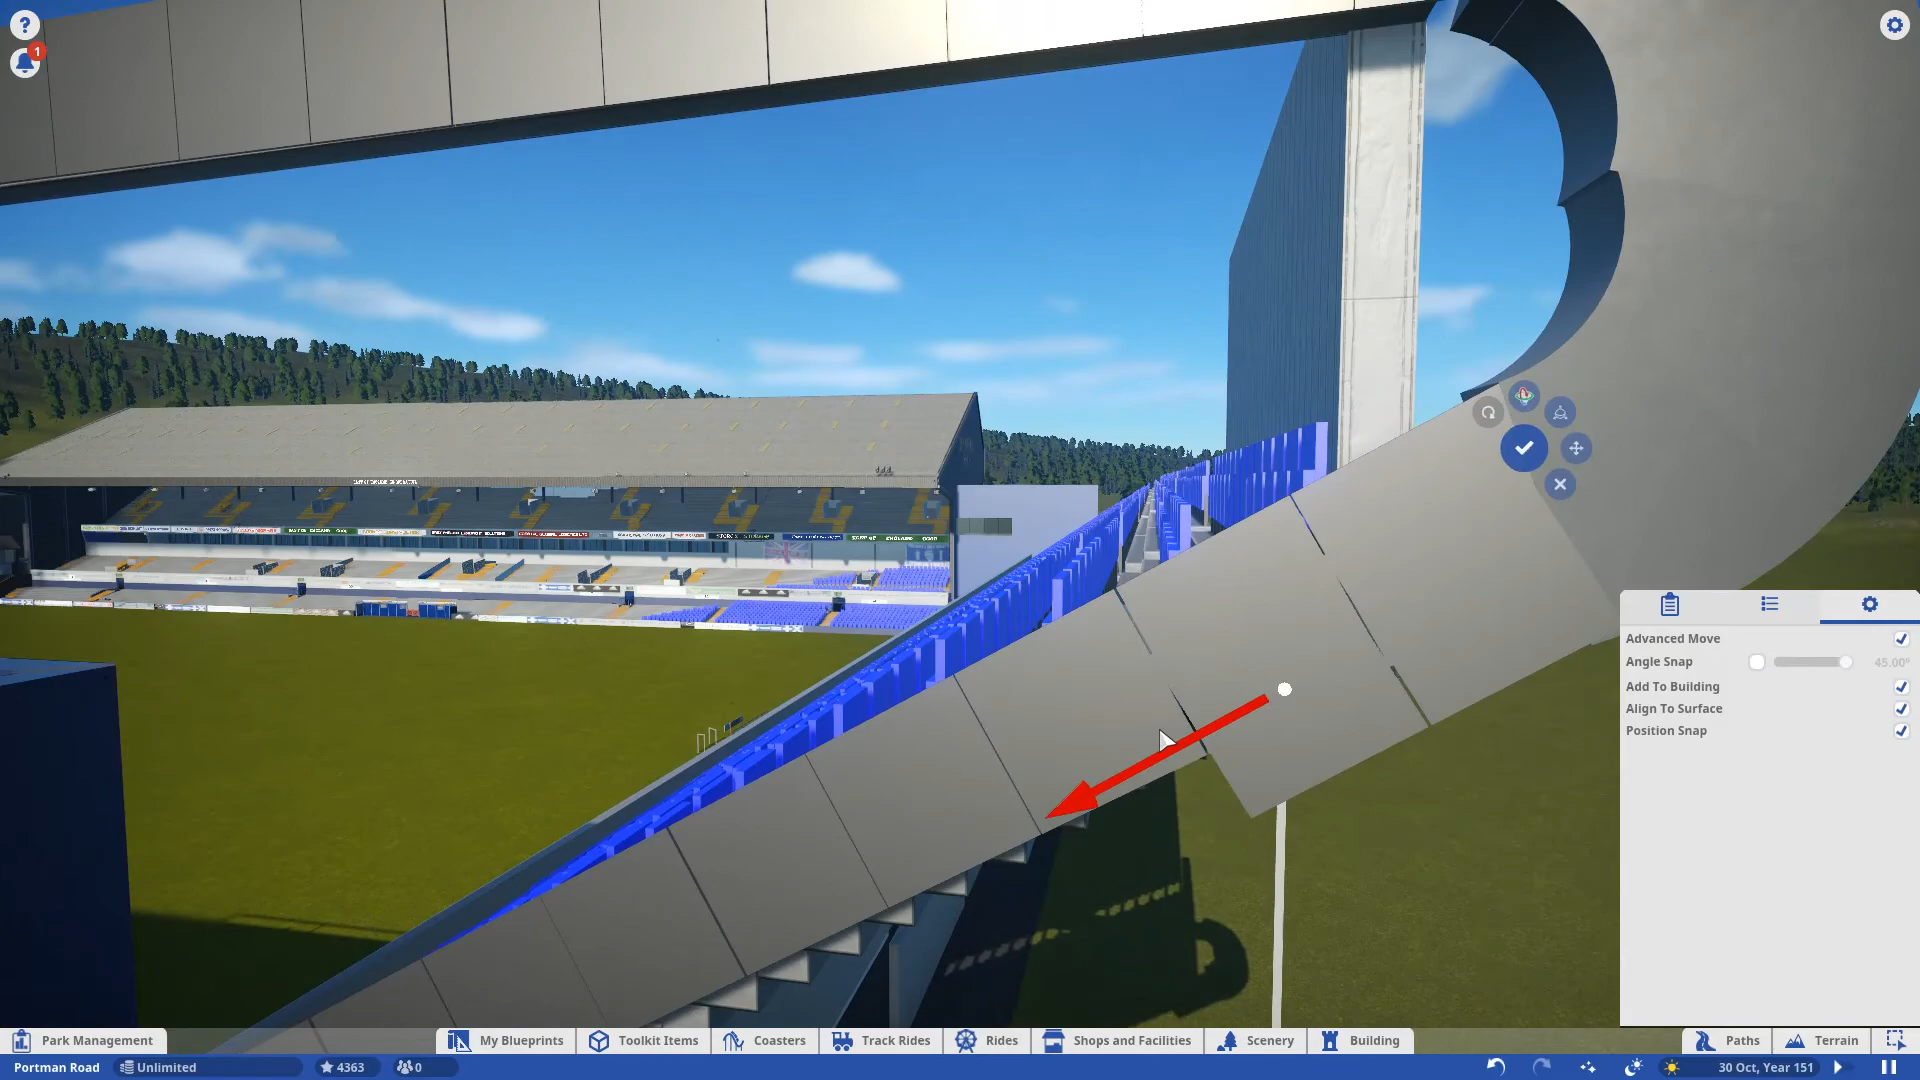 ?
1
Advanced Move
Angle Snap 45.00°
Add To Building
Align To Surface
Position Snap
Park Management
My Blueprints
Toolkit Items
Coasters
Track Rides
Rides
Shops and Facilities
Scenery
Building
Paths
Terrain
Portman Road
Unlimited
4363
0
30 Oct, Year 151